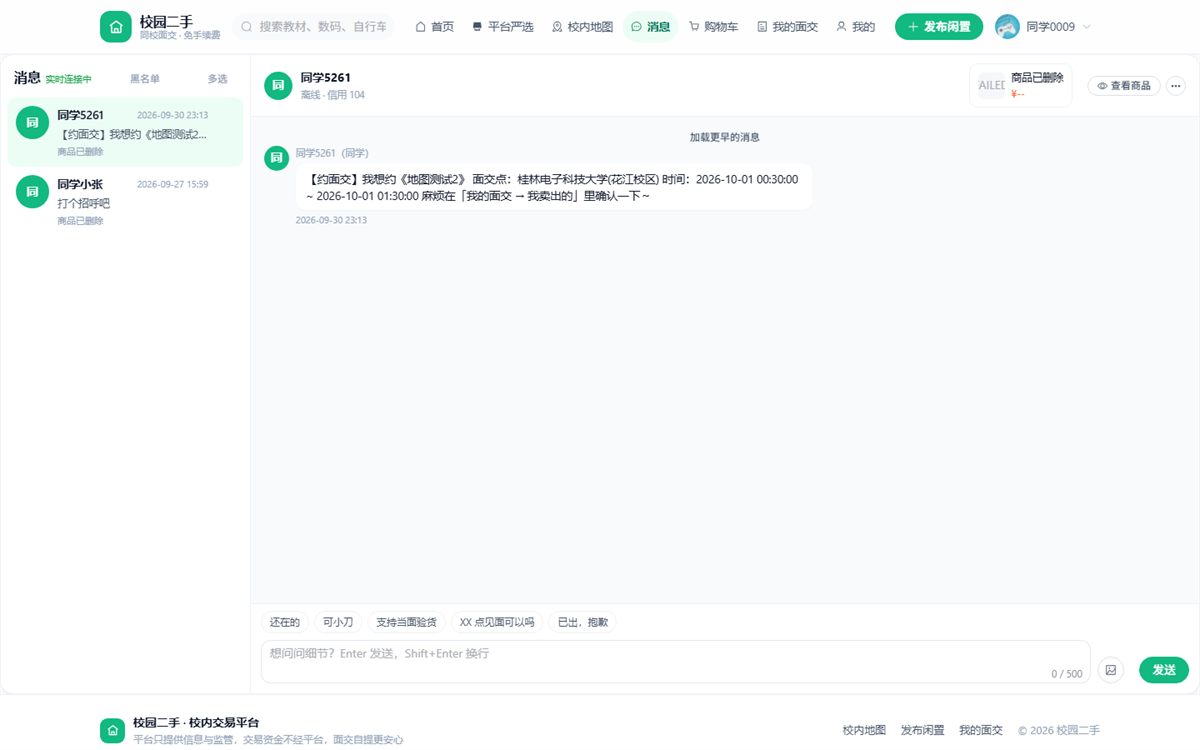 校园二手
同校面交 · 免手续费
搜索教材、数码、自行车
首页
平台严选
校内地图
消息
购物车
我的面交
我的
+ 发布闲置
同学0009
消息 实时连接中
黑名单
多选
同
同学5261
2026-09-30 23:13
【约面交】我想约《地图测试2...
商品已删除
同
同学小张
2026-09-27 15:59
打个招呼吧
商品已删除
同
同学5261
离线 · 信用 104
AILED
商品已删除
¥--
查看商品
加载更早的消息
同
同学5261（同学）
【约面交】我想约《地图测试2》 面交点：桂林电子科技大学(花江校区) 时间：2026-10-01 00:30:00
~ 2026-10-01 01:30:00 麻烦在「我的面交 → 我卖出的」里确认一下～
2026-09-30 23:13
还在的
可小刀
支持当面验货
XX 点见面可以吗
已出，抱歉
想问问细节？Enter 发送，Shift+Enter 换行
0 / 500
发送
校园二手 · 校内交易平台
平台只提供信息与监管，交易资金不经平台，面交自提更安心
校内地图
发布闲置
我的面交
© 2026 校园二手